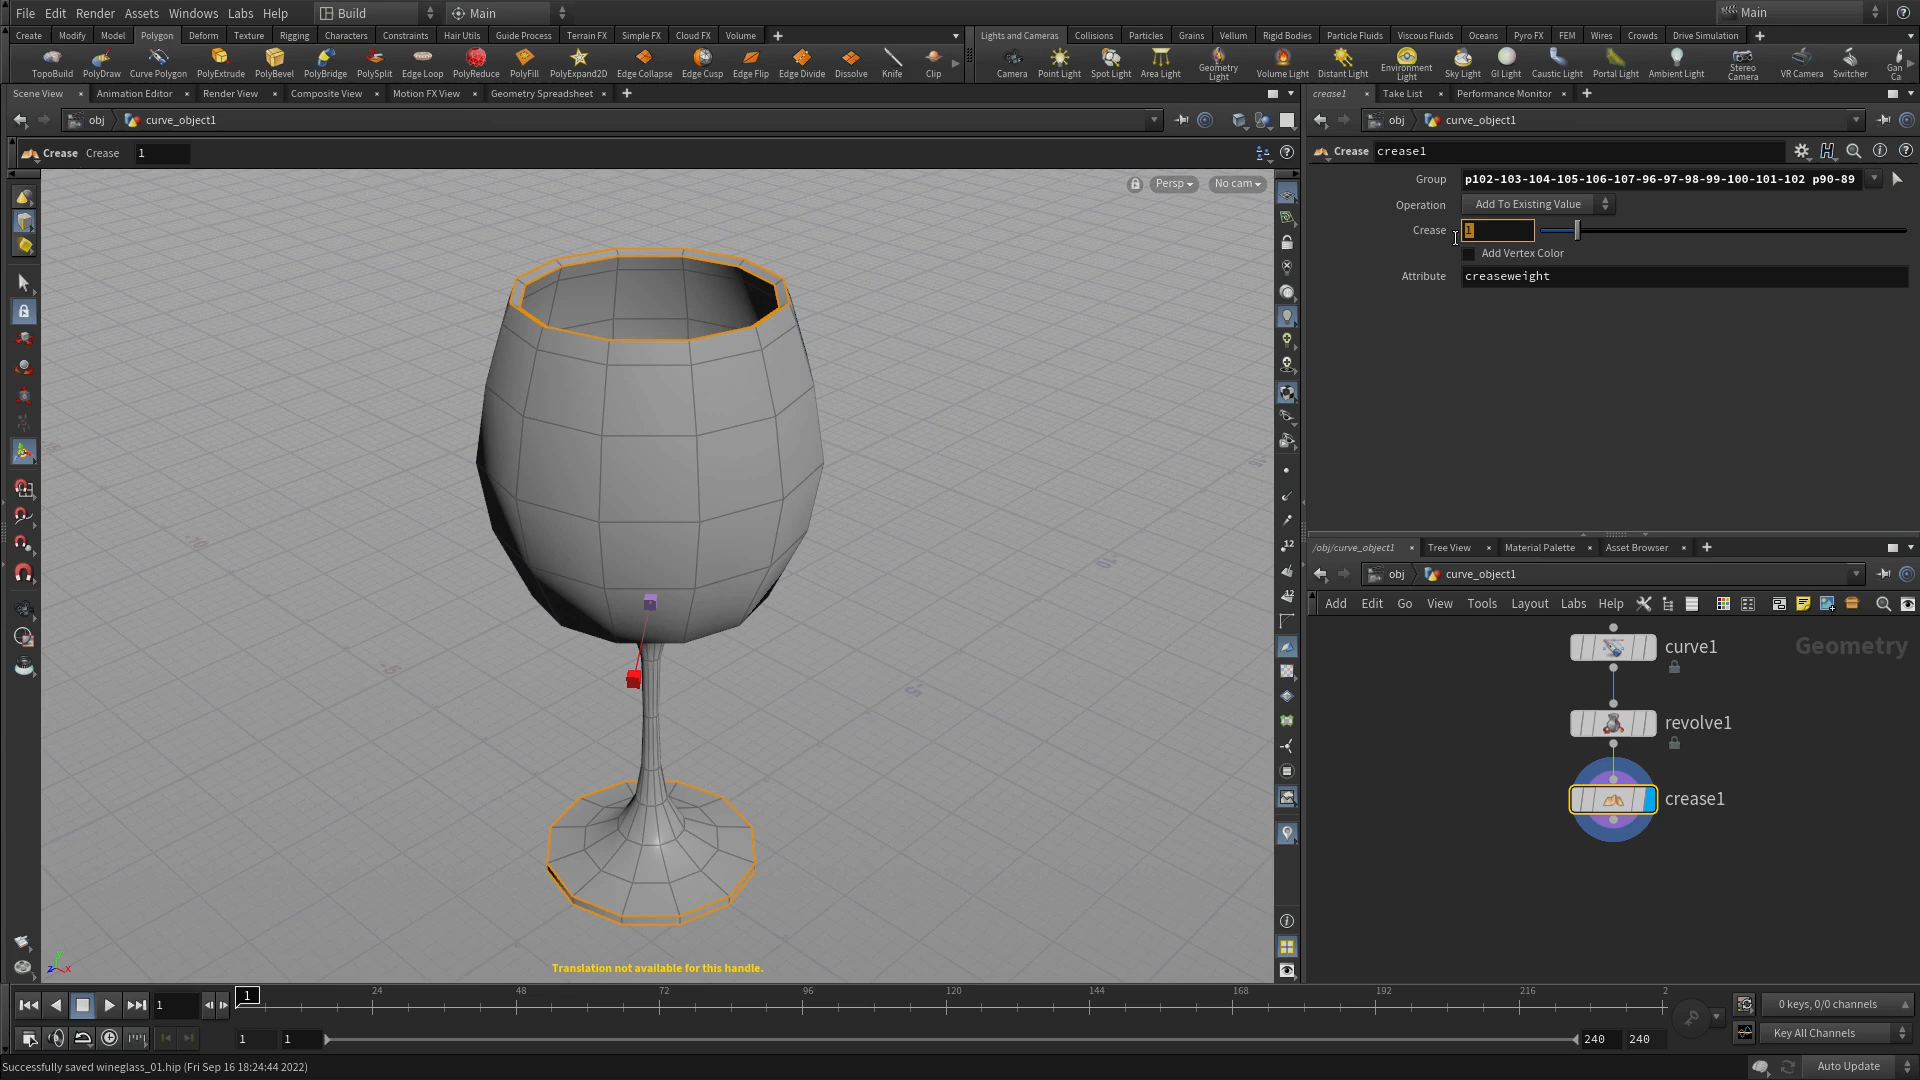 File Edit Render Assets Windows Labs Help Build Main Main
Create Modify Model Polygon Deform Texture Rigging Characters Constraints Hair Utils Guide Process Terrain FX Simple FX Cloud FX Volume
Lights and Cameras Collisions Particles Grains Vellum Rigid Bodies Particle Fluids Viscous Fluids Oceans Pyro FX FEM Wires Crowds Drive Simulation
TopoBuild PolyDraw Curve Polygon PolyExtrude PolyBevel PolyBridge PolySplit Edge Loop PolyReduce PolyFill PolyExpand2D Edge Collapse Edge Cusp Edge Flip Edge Divide Dissolve Knife Clip
Camera Point Light Spot Light Area Light Geometry Light Volume Light Distant Light Environment Light Sky Light GI Light Caustic Light Portal Light Ambient Light Stereo Camera VR Camera Switcher Gan Ca
Scene View Animation Editor Render View Composite View Motion FX View Geometry Spreadsheet
crease1 Take List Performance Monitor
obj curve_object1
obj curve_object1
Crease Crease 1
Crease crease1
Persp No cam
Group p102-103-104-105-106-107-96-97-98-99-100-101-102 p90-89
Operation Add To Existing Value
Crease 1
Add Vertex Color
Attribute creaseweight
/obj/curve_object1 Tree View Material Palette Asset Browser
obj curve_object1
Add Edit Go View Tools Layout Labs Help
Geometry
curve1
revolve1
crease1
Translation not available for this handle.
1 1 24 48 72 96 120 144 168 192 216 2
0 keys, 0/0 channels
1 1 240 240
Key All Channels
Successfully saved wineglass_01.hip (Fri Sep 16 18:24:44 2022)
Auto Update